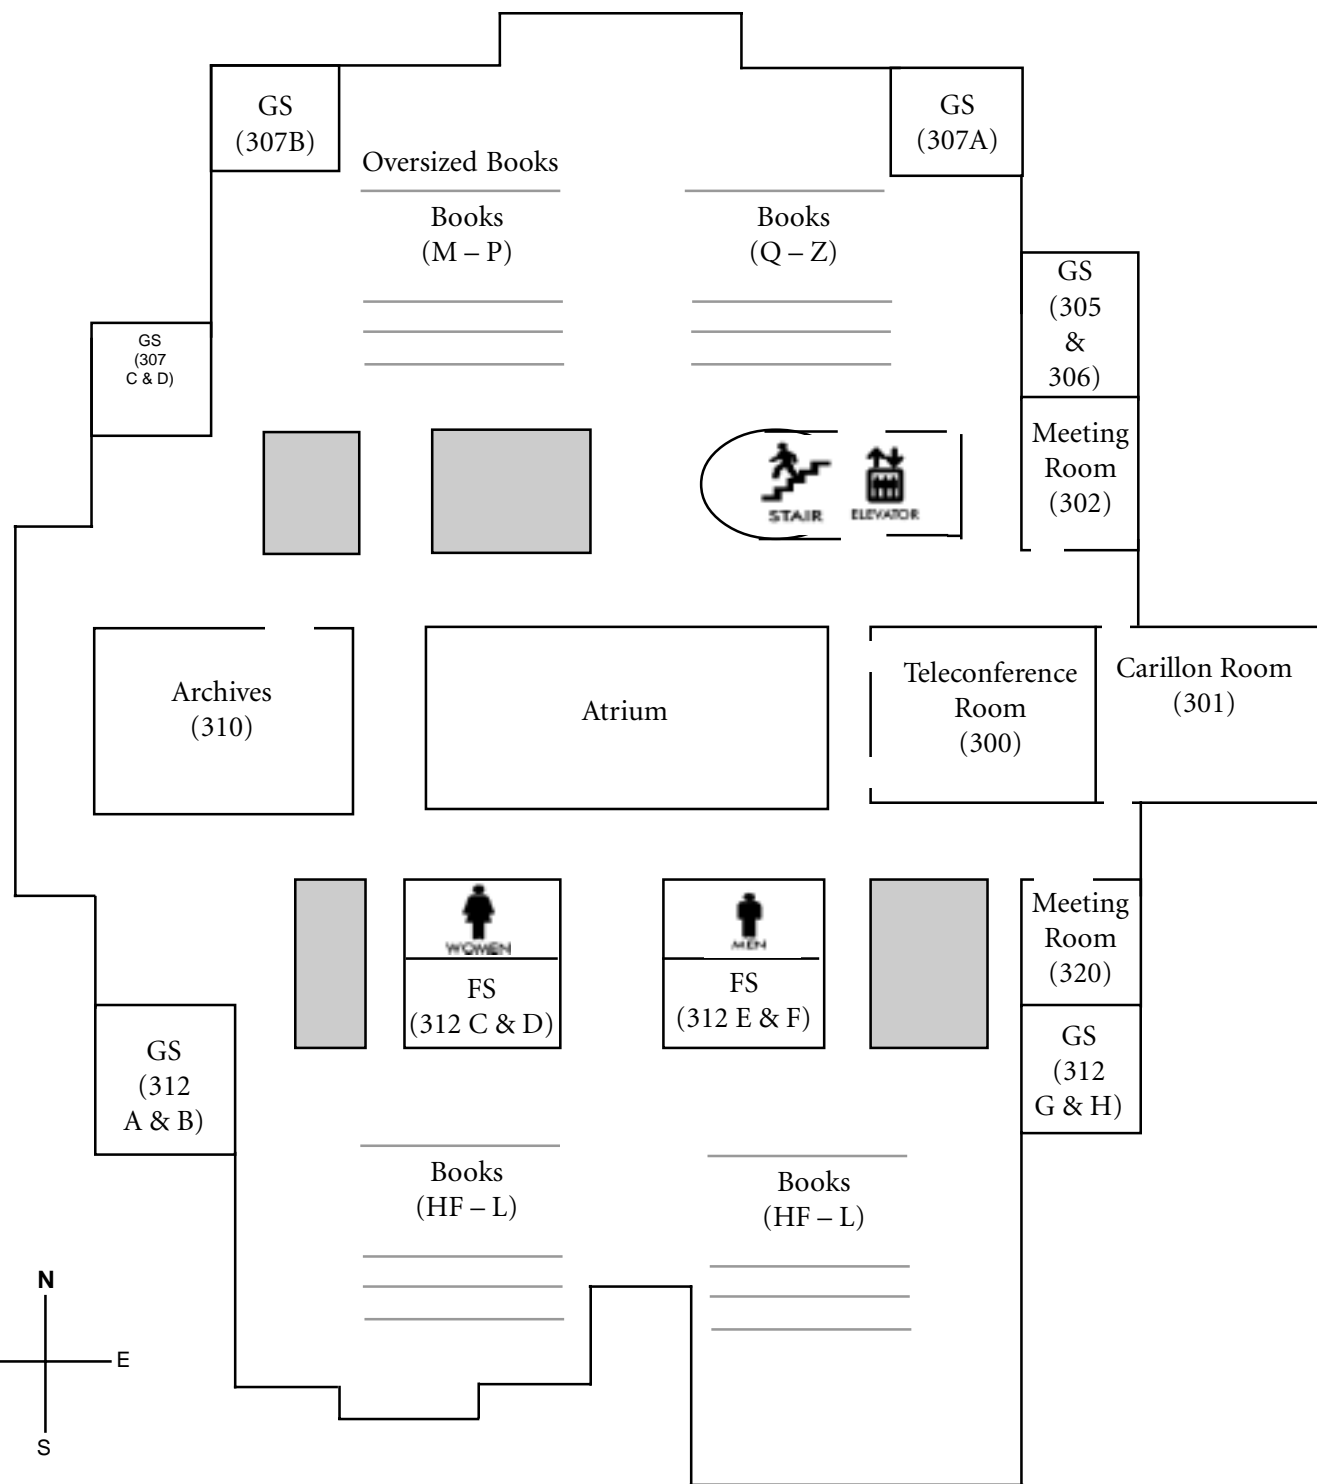 GS
(307B)
GS
(307A)
Oversized Books
Books
(M – P)
Books
(Q – Z)
GS
(305
&
306)
GS
(307
C & D)
Meeting
Room
(302)
STAIR
ELEVATOR
Archives
(310)
Atrium
Teleconference
Room
(300)
Carillon Room
(301)
WOMEN
FS
(312 C & D)
MEN
FS
(312 E & F)
Meeting
Room
(320)
GS
(312
A & B)
GS
(312
G & H)
Books
(HF – L)
Books
(HF – L)
N
E
S